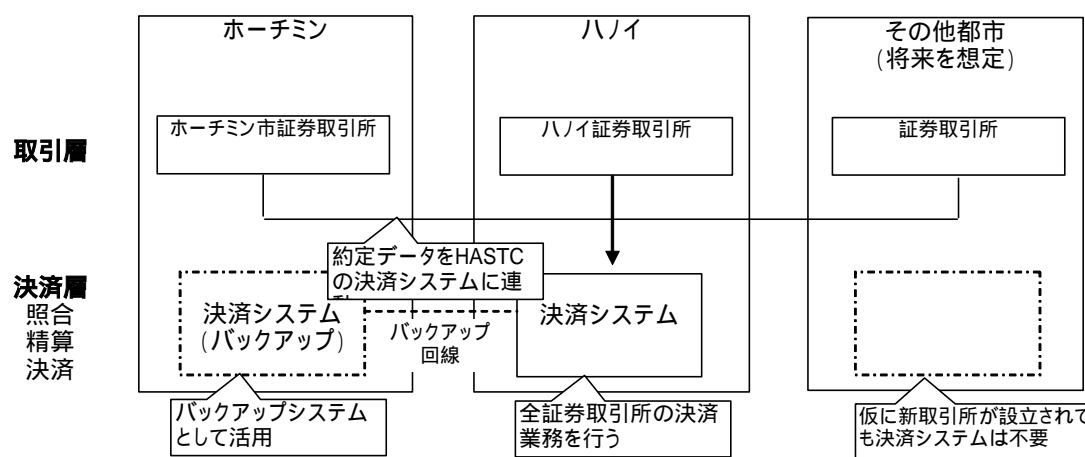 ホーチミン
ハノイ
その他都市
(将来を想定)
取引層
ホーチミン市証券取引所
ハノイ証券取引所
証券取引所
約定データをHASTC
の決済システムに連
決済層
照合
精算
決済
決済システム
(バックアップ)
バックアップ
回線
決済システム
バックアップシステム
として活用
全証券取引所の決済
業務を行う
仮に新取引所が設立されて
も決済システムは不要